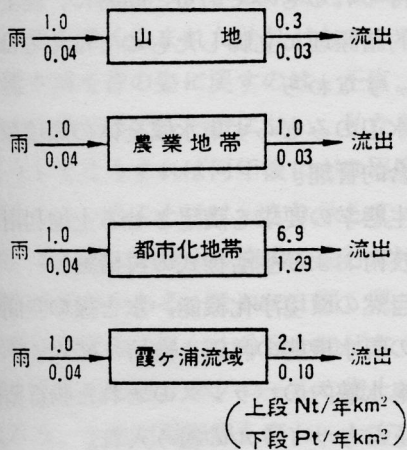 雨 1.0 山地 0.3 流出
0.04 0.03
雨 1.0 農業地帯 1.0 流出
0.04 0.03
雨 1.0 都市化地帯 6.9 流出
0.04 1.29
雨 1.0 霞ヶ浦流域 2.1 流出
0.04 0.10
(上段 Nt/年km²
下段 Pt/年km²)